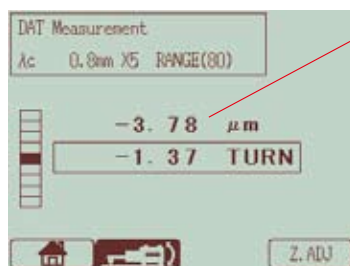 DAT Measurement
λc 0.8mm X5 RANGE(80)
-3.78 μm
-1.37 TURN
Z.ADJ